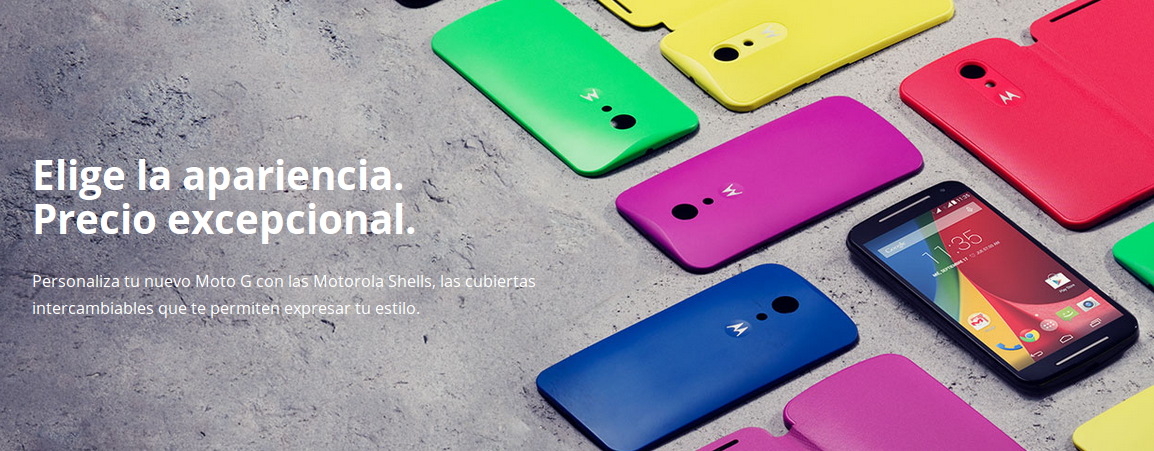 Elige la apariencia.
Precio excepcional.
Personaliza tu nuevo Moto G con las Motorola Shells, las cubiertas
intercambiables que te permiten expresar tu estilo.
Google
11:35